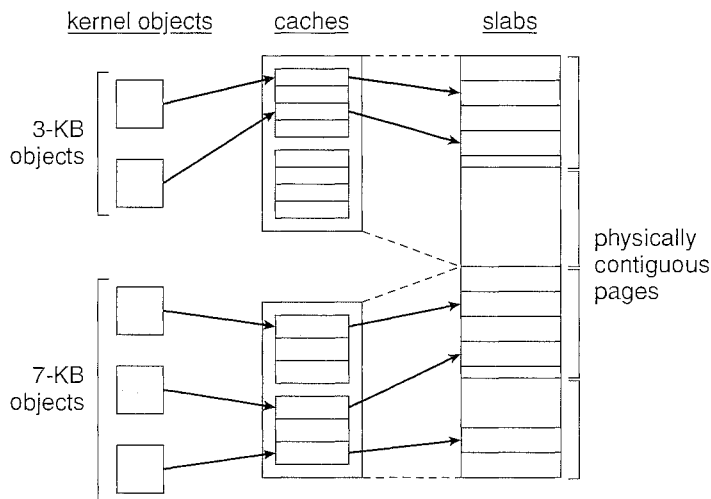 kernel objects
caches
slabs
3-KB
objects
7-KB
objects
physically
contiguous
pages